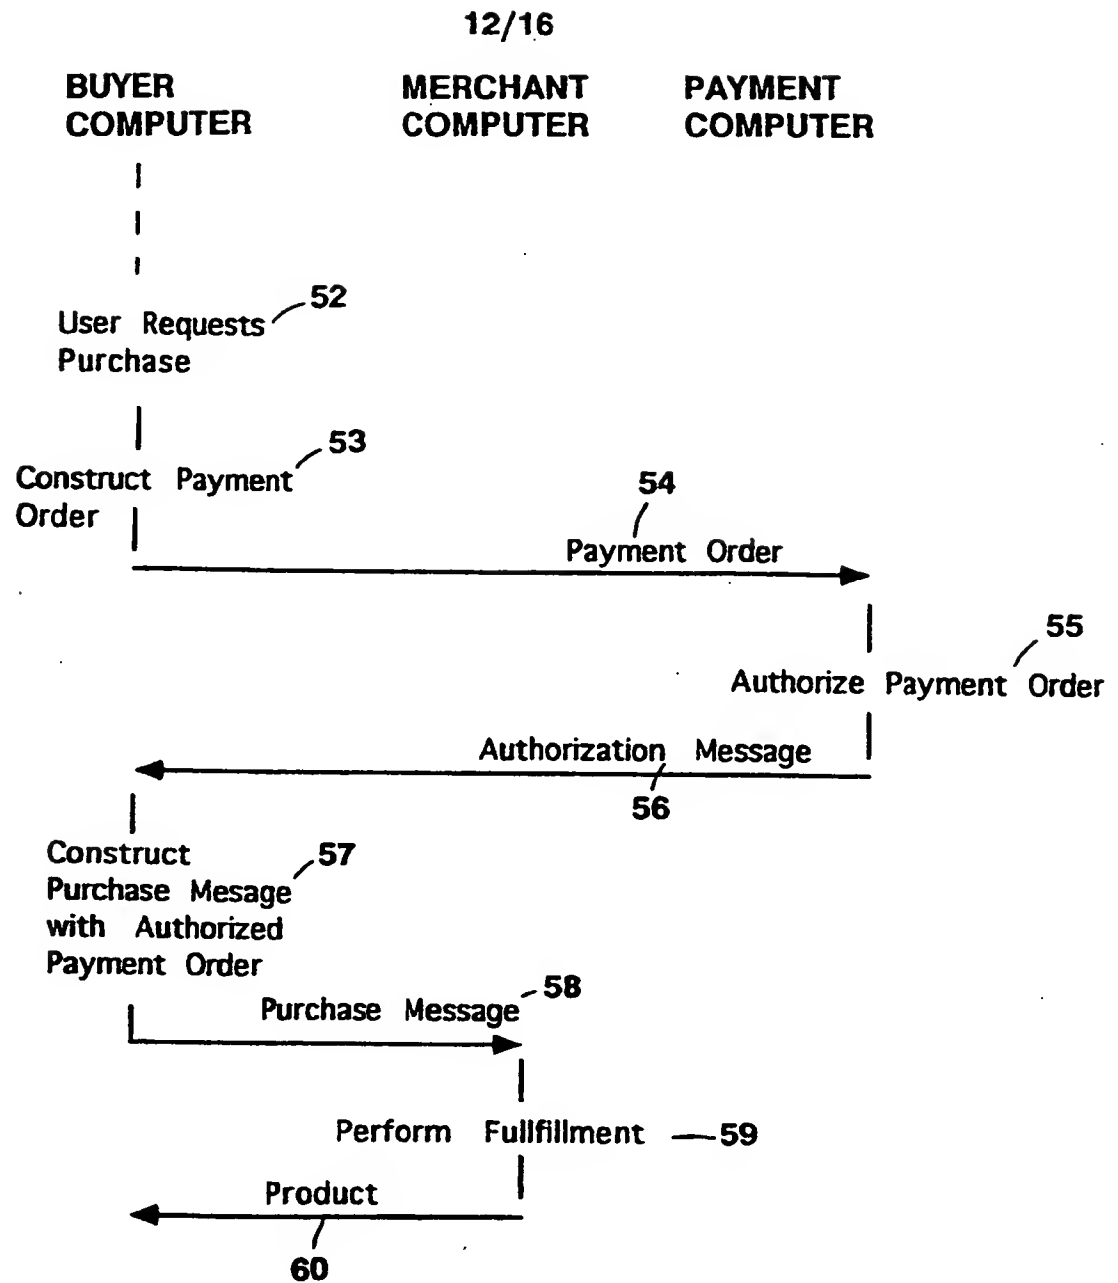 12/16
BUYER
COMPUTER
MERCHANT
COMPUTER
PAYMENT
COMPUTER
52
User Requests
Purchase
53
Construct Payment
Order
54
Payment Order
55
Authorize Payment Order
Authorization Message
56
Construct
57
Purchase Mesage
with Authorized
Payment Order
58
Purchase Message
Perform Fullfillment
59
Product
60